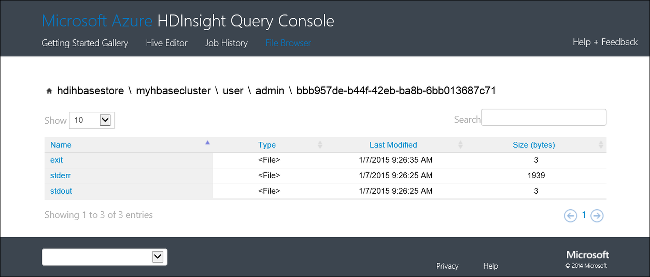 Microsoft Azure HDInsight Query Console
Getting Started Gallery Hive Editor Job History File Browser Help + Feedback
hdihbasestore \ myhbasecluster \ user \ admin \ bbb957de-b44f-42eb-ba8b-6bb013687c71
Show 10 Search
Name Type Last Modified Size (bytes)
exit <File> 1/7/2015 9:26:35 AM 3
stderr <File> 1/7/2015 9:26:25 AM 1939
stdout <File> 1/7/2015 9:26:25 AM 3
Showing 1 to 3 of 3 entries 1
Privacy Help Microsoft
© 2014 Microsoft